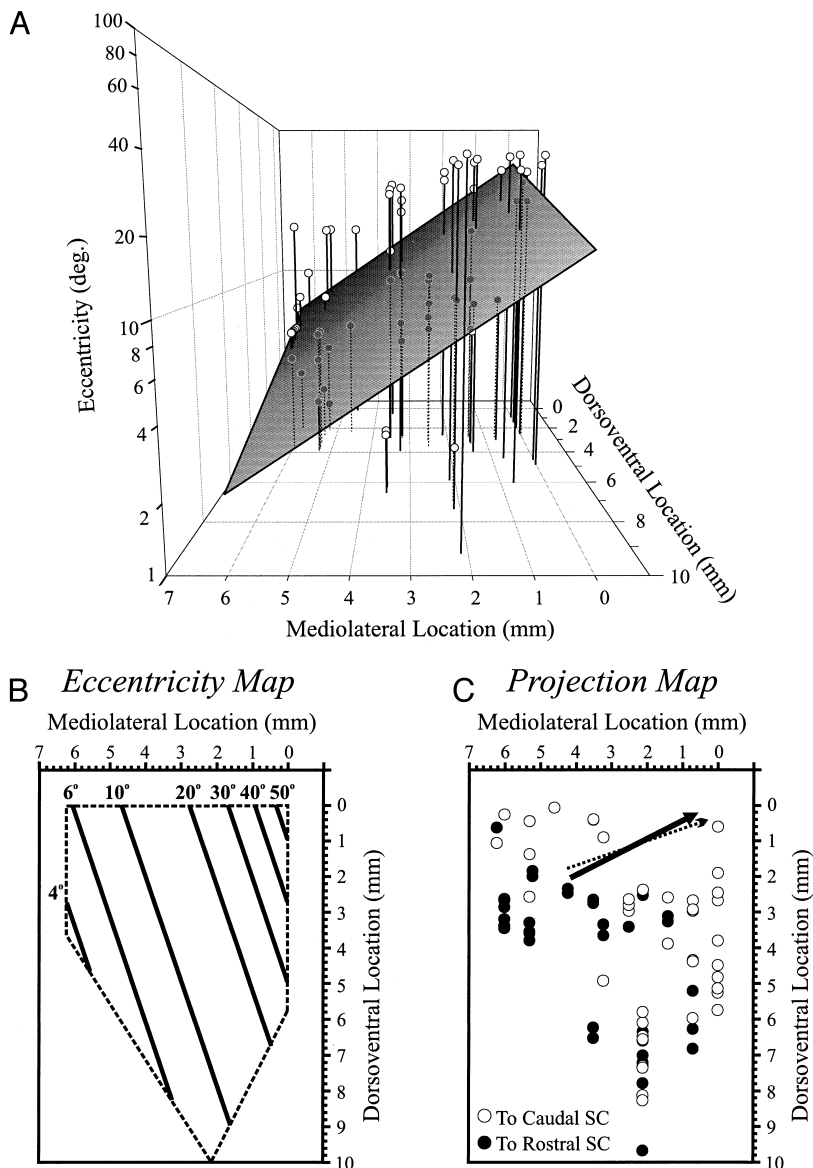 A
100
80
60
40
20
10
8
6
4
2
1
Eccentricity (deg.)
7 6 5 4 3 2 1 0
Mediolateral Location (mm)
0
2
4
6
8
10
Dorsoventral Location (mm)
B Eccentricity Map
Mediolateral Location (mm)
7 6 5 4 3 2 1 0
6° 10° 20° 30° 40° 50°
4°
0
1
2
3
4
5
6
7
8
9
10
Dorsoventral Location (mm)
C Projection Map
Mediolateral Location (mm)
7 6 5 4 3 2 1 0
0
1
2
3
4
5
6
7
8
9
10
Dorsoventral Location (mm)
To Caudal SC
To Rostral SC